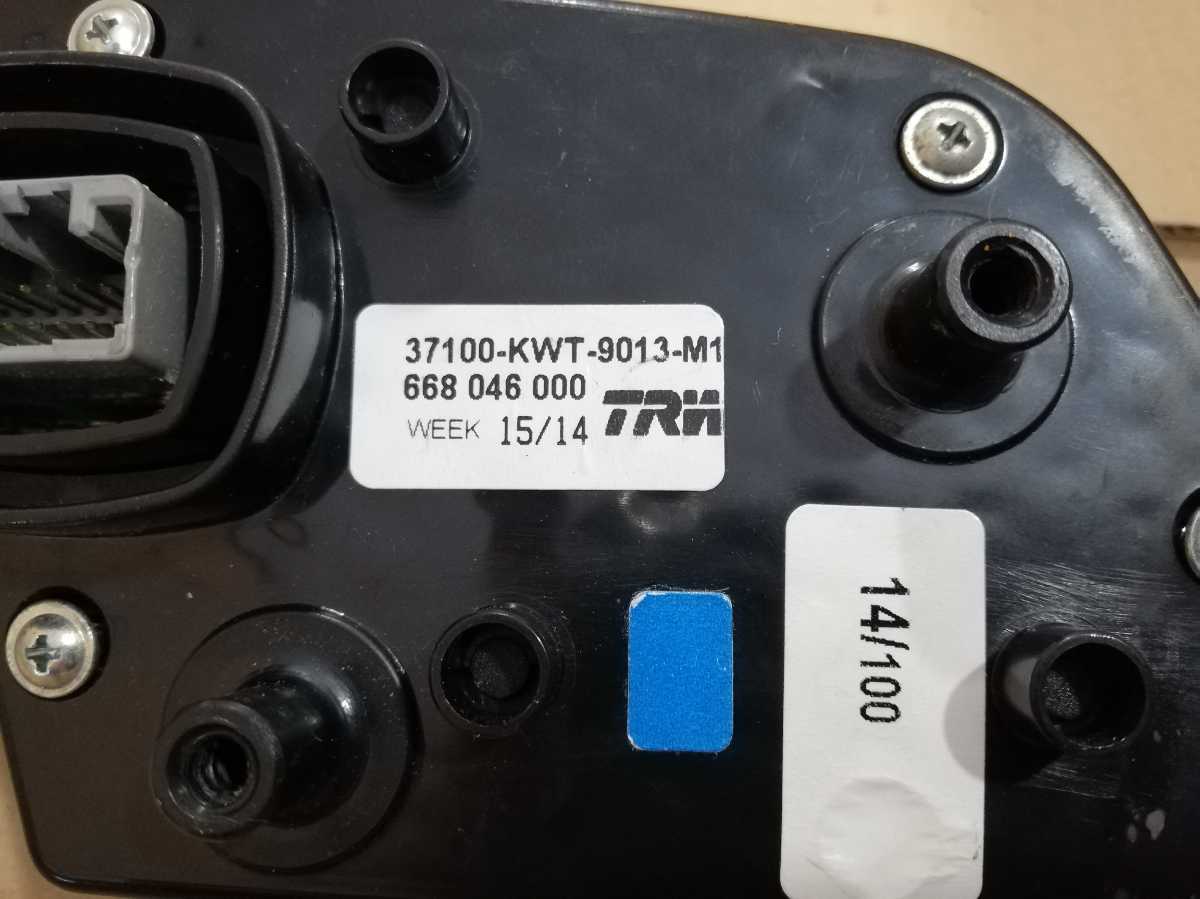 37100-KWT-9013-M1
668 046 000
WEEK 15/14 TRW
14/100